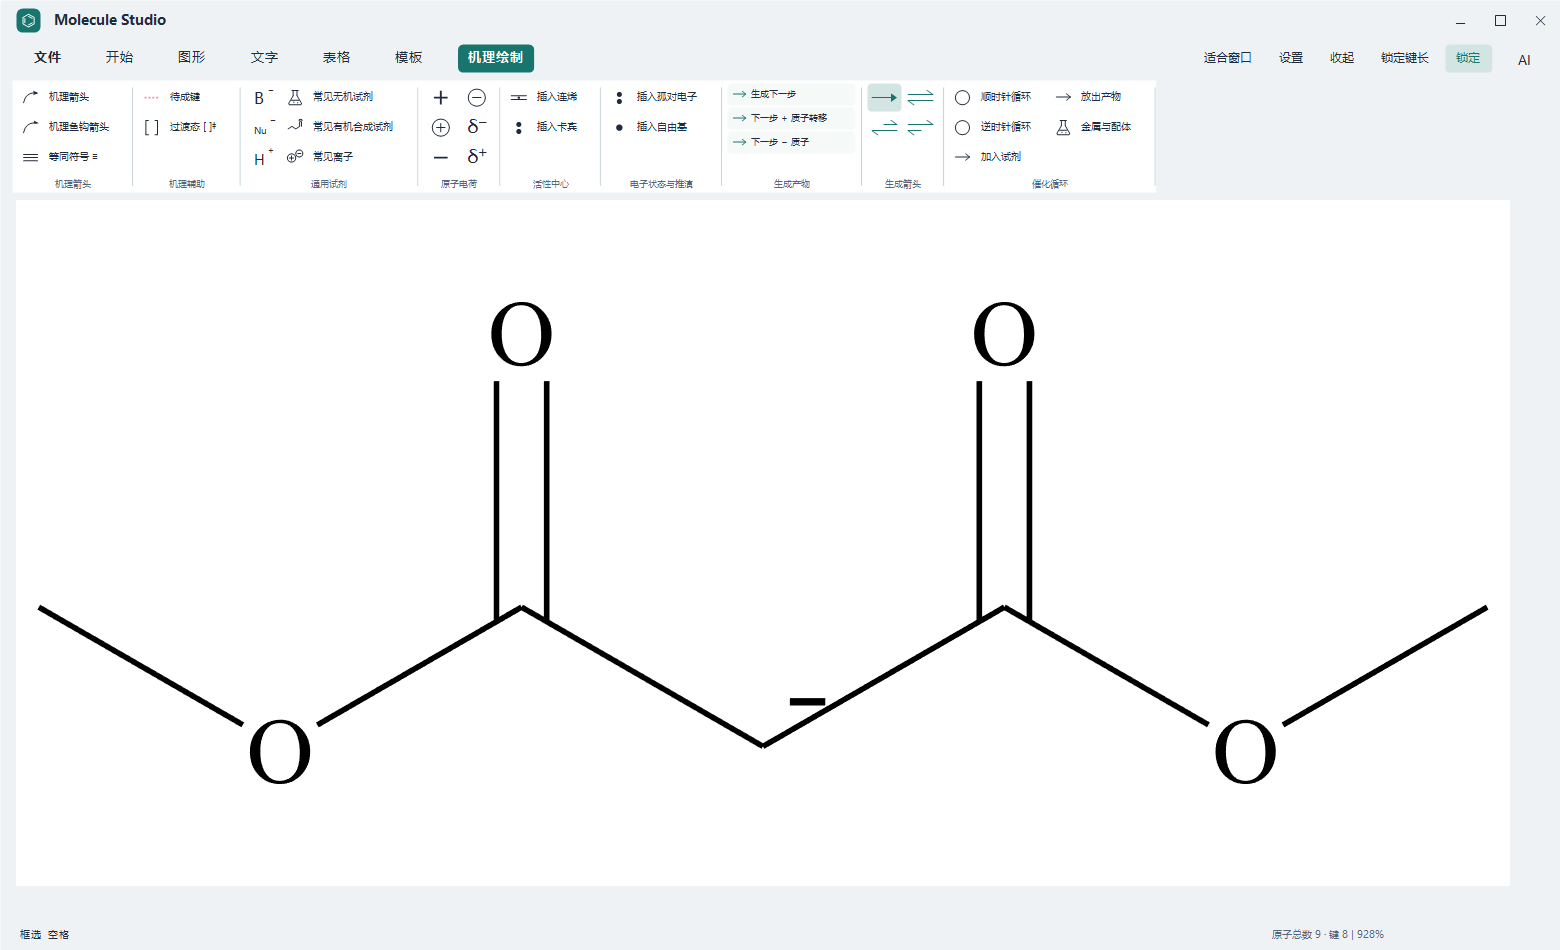 Molecule Studio
文件 开始 图形 文字 表格 模板 机理绘制 适合窗口 设置 收起 锁定键长 锁定 AI
机理箭头 待成键 B⁻ 常见无机试剂 + ⊖ 插入连烯 插入孤对电子 生成下一步 顺时针循环 放出产物
机理鱼钩箭头 过渡态 [ ]‡ Nu⁻ 常见有机合成试剂 ⊕ δ⁻ 插入卡宾 插入自由基 下一步 + 质子转移 逆时针循环 金属与配体
等同符号 ≡ H⁺ 常见离子 − δ⁺ 下一步 − 质子 加入试剂
机理箭头 机理辅助 通用试剂 原子电荷 活性中心 电子状态与推演 生成产物 生成箭头 催化循环
O O
−
O O
框选 空格 原子总数 9 · 键 8 | 928%